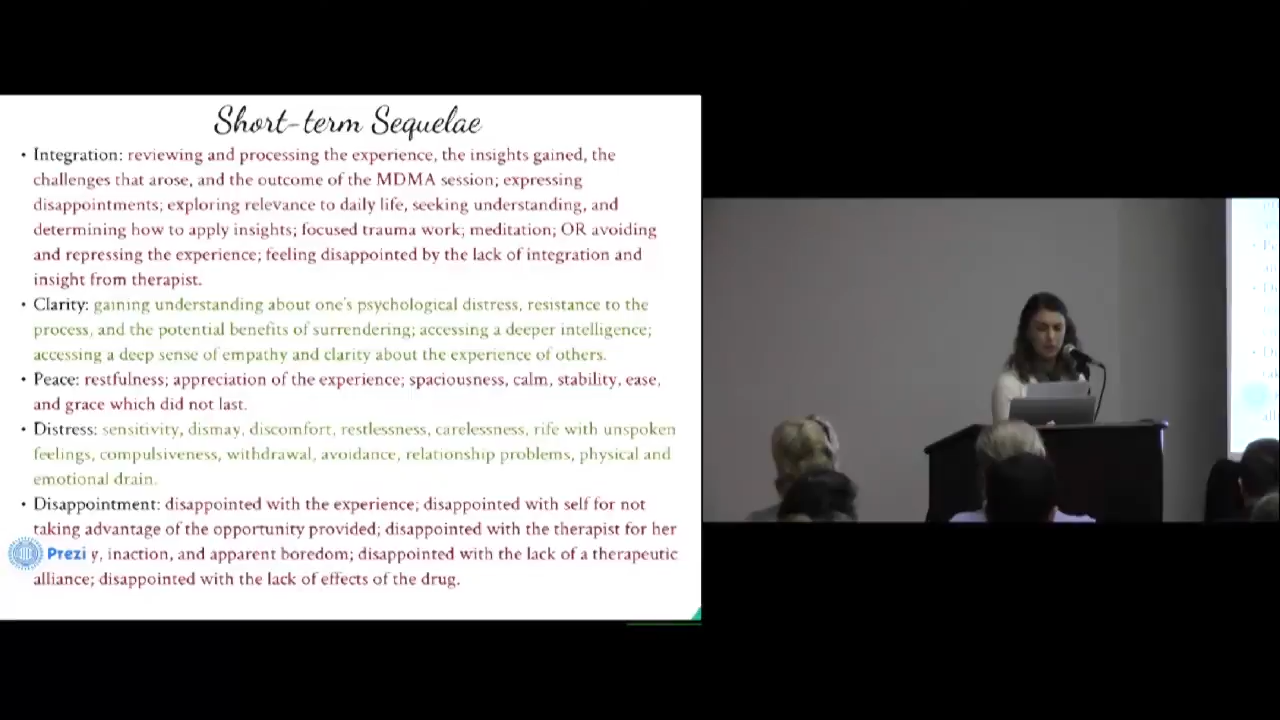 Short-term Sequelae
• Integration: reviewing and processing the experience, the insights gained, the
challenges that arose, and the outcome of the MDMA session; expressing
disappointments; exploring relevance to daily life, seeking understanding, and
determining how to apply insights; focused trauma work; meditation; OR avoiding
and repressing the experience; feeling disappointed by the lack of integration and
insight from therapist.
• Clarity: gaining understanding about one's psychological distress, resistance to the
process, and the potential benefits of surrendering; accessing a deeper intelligence;
accessing a deep sense of empathy and clarity about the experience of others.
• Peace: restfulness; appreciation of the experience; spaciousness, calm, stability, ease,
and grace which did not last.
• Distress: sensitivity, dismay, discomfort, restlessness, carelessness, rife with unspoken
feelings, compulsiveness, withdrawal, avoidance, relationship problems, physical and
emotional drain.
• Disappointment: disappointed with the experience; disappointed with self for not
taking advantage of the opportunity provided; disappointed with the therapist for her
Prezi y, inaction, and apparent boredom; disappointed with the lack of a therapeutic
alliance; disappointed with the lack of effects of the drug.